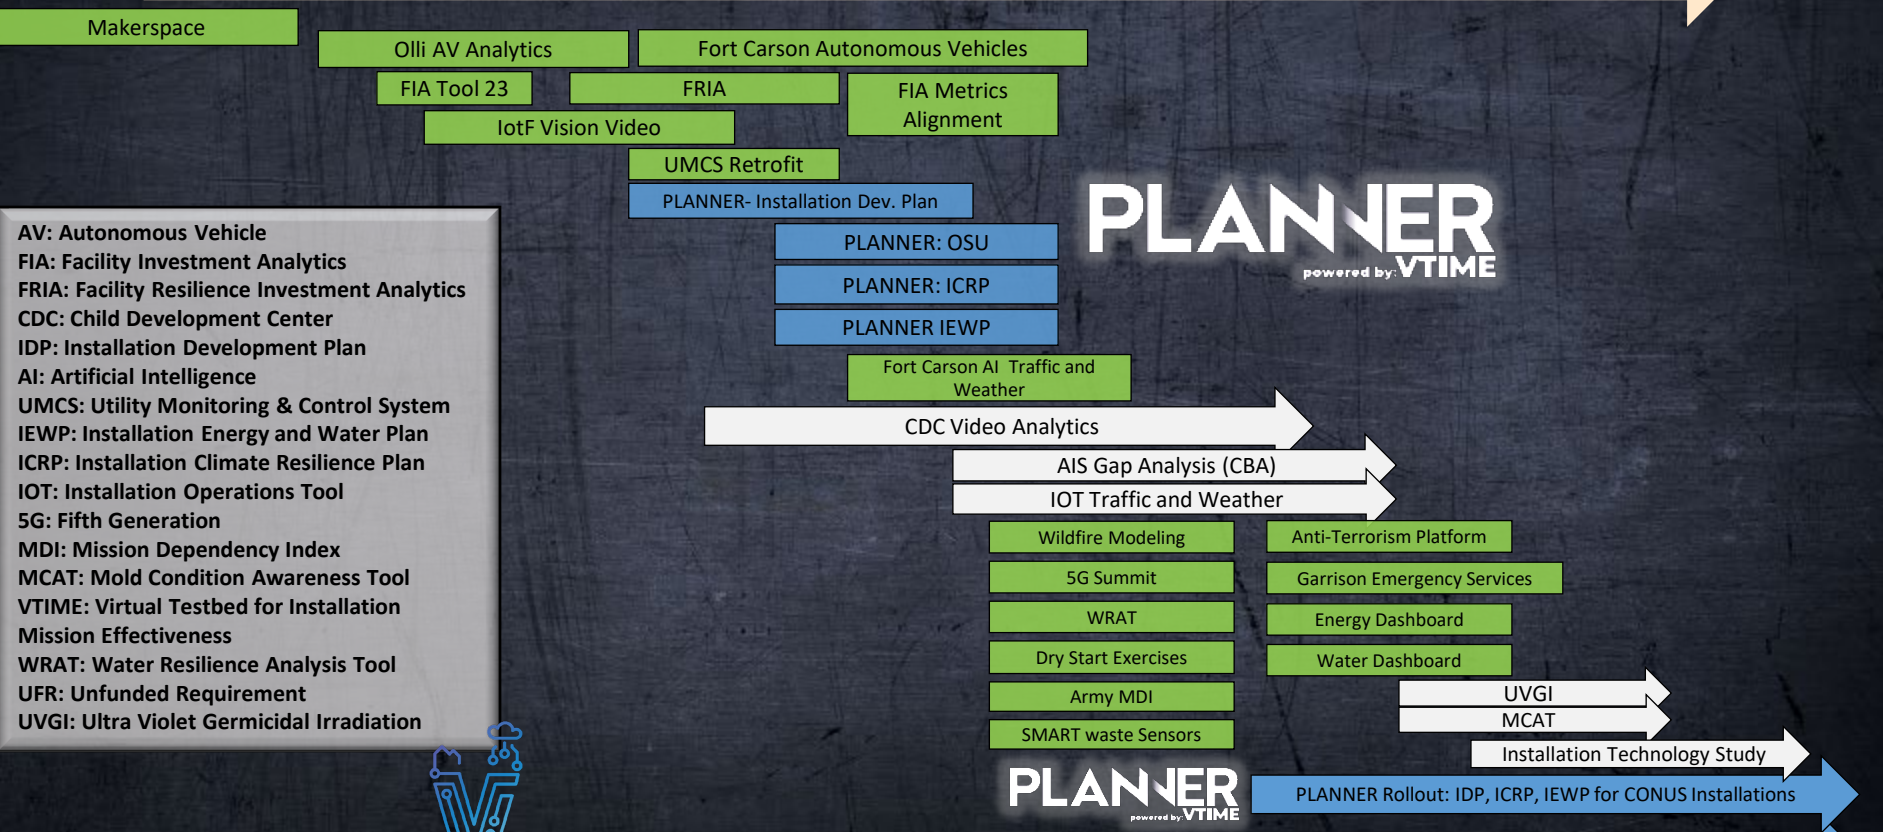 Makerspace
Olli AV Analytics
Fort Carson Autonomous Vehicles
FIA Tool 23
FRIA
FIA Metrics
Alignment
IotF Vision Video
UMCS Retrofit
PLANNER- Installation Dev. Plan
PLANNER: OSU
PLANNER: ICRP
PLANNER IEWP
PLANNER
powered by: VTIME
Fort Carson AI Traffic and
Weather
CDC Video Analytics
AIS Gap Analysis (CBA)
IOT Traffic and Weather
AV: Autonomous Vehicle
FIA: Facility Investment Analytics
FRIA: Facility Resilience Investment Analytics
CDC: Child Development Center
IDP: Installation Development Plan
AI: Artificial Intelligence
UMCS: Utility Monitoring & Control System
IEWP: Installation Energy and Water Plan
ICRP: Installation Climate Resilience Plan
IOT: Installation Operations Tool
5G: Fifth Generation
MDI: Mission Dependency Index
MCAT: Mold Condition Awareness Tool
VTIME: Virtual Testbed for Installation
Mission Effectiveness
WRAT: Water Resilience Analysis Tool
UFR: Unfunded Requirement
UVGI: Ultra Violet Germicidal Irradiation
Wildfire Modeling
5G Summit
WRAT
Dry Start Exercises
Army MDI
SMART waste Sensors
Anti-Terrorism Platform
Garrison Emergency Services
Energy Dashboard
Water Dashboard
UVGI
MCAT
Installation Technology Study
PLANNER
powered by: VTIME
PLANNER Rollout: IDP, ICRP, IEWP for CONUS Installations